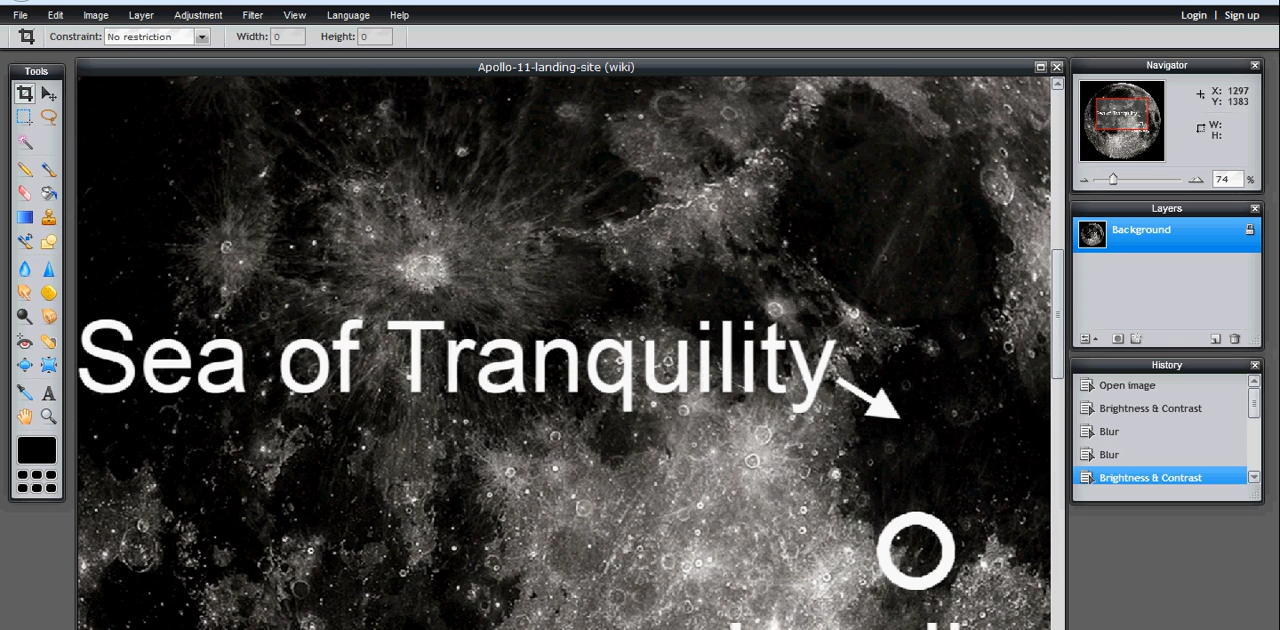 File Edit Image Layer Adjustment Filter View Language Help Login | Sign up
Constraint: No restriction Width: 0 Height: 0
Tools
Apollo-11-landing-site (wiki)
Sea of Tranquility
Navigator
X: 1297
Y: 1383
W:
H:
74 %
Layers
Background
History
Open image
Brightness & Contrast
Blur
Blur
Brightness & Contrast